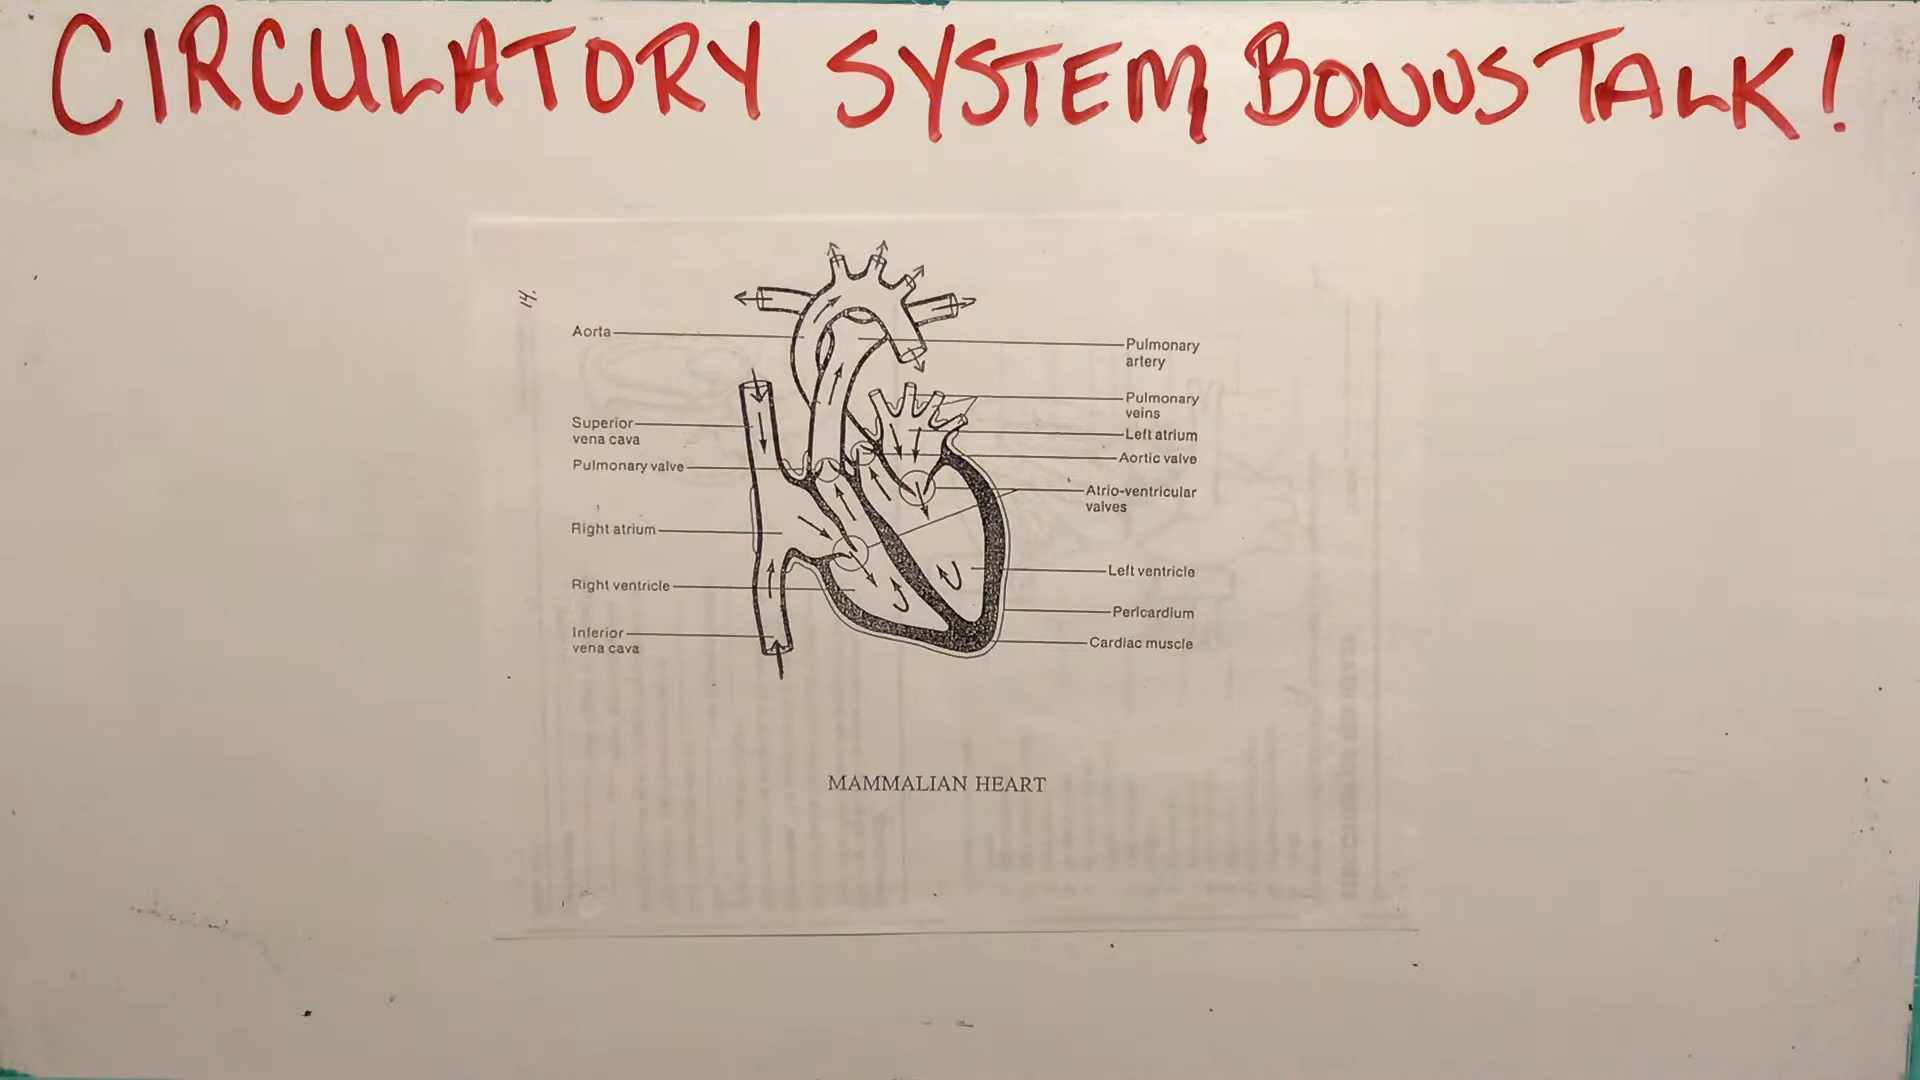 CIRCULATORY SYSTEM BONUS TALK!
14.
Aorta
Pulmonary
artery
Pulmonary
veins
Superior
vena cava
Left atrium
Aortic valve
Pulmonary valve
Atrio-ventricular
valves
Right atrium
Left ventricle
Right ventricle
Pericardium
Inferior
vena cava
Cardiac muscle
MAMMALIAN HEART